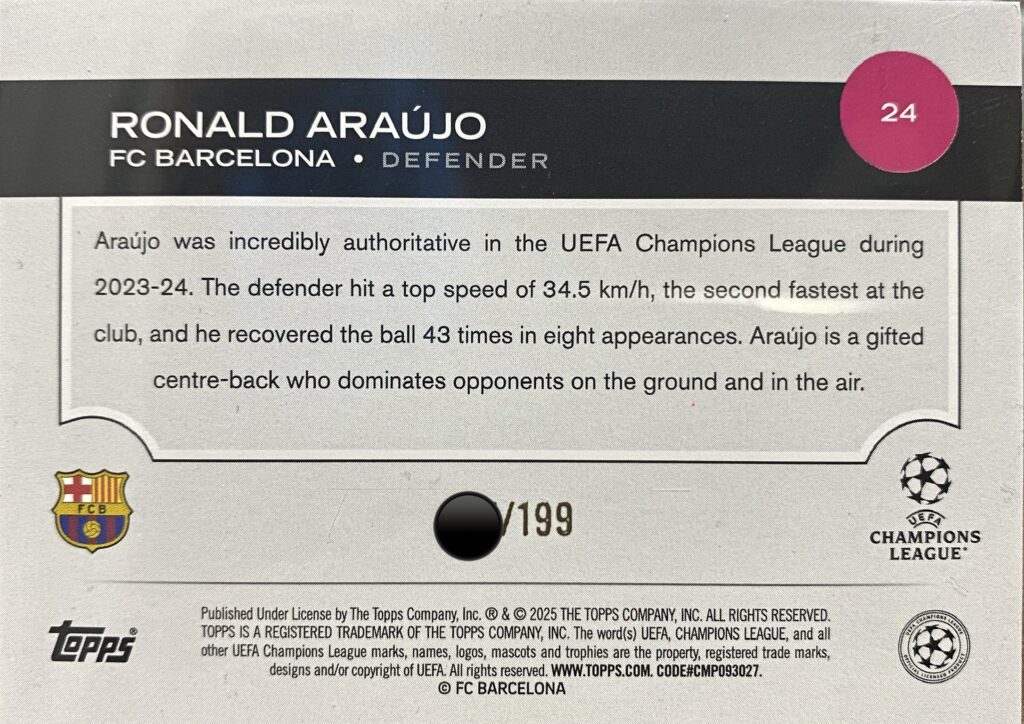 24
RONALD ARAÚJO
FC BARCELONA • DEFENDER
Araújo was incredibly authoritative in the UEFA Champions League during
2023-24. The defender hit a top speed of 34.5 km/h, the second fastest at the
club, and he recovered the ball 43 times in eight appearances. Araújo is a gifted
centre-back who dominates opponents on the ground and in the air.
FCB
/199
UEFA
CHAMPIONS
LEAGUE®
topps®
Published Under License by The Topps Company, Inc. ® & © 2025 THE TOPPS COMPANY, INC. ALL RIGHTS RESERVED.
TOPPS IS A REGISTERED TRADEMARK OF THE TOPPS COMPANY, INC. The word(s) UEFA, CHAMPIONS LEAGUE, and all
other UEFA Champions League marks, names, logos, mascots and trophies are the property, registered trade marks,
designs and/or copyright of UEFA. All rights reserved. WWW.TOPPS.COM. CODE#CMP093027.
© FC BARCELONA
UEFA CHAMPIONS LEAGUE
OFFICIAL LICENSED PRODUCT